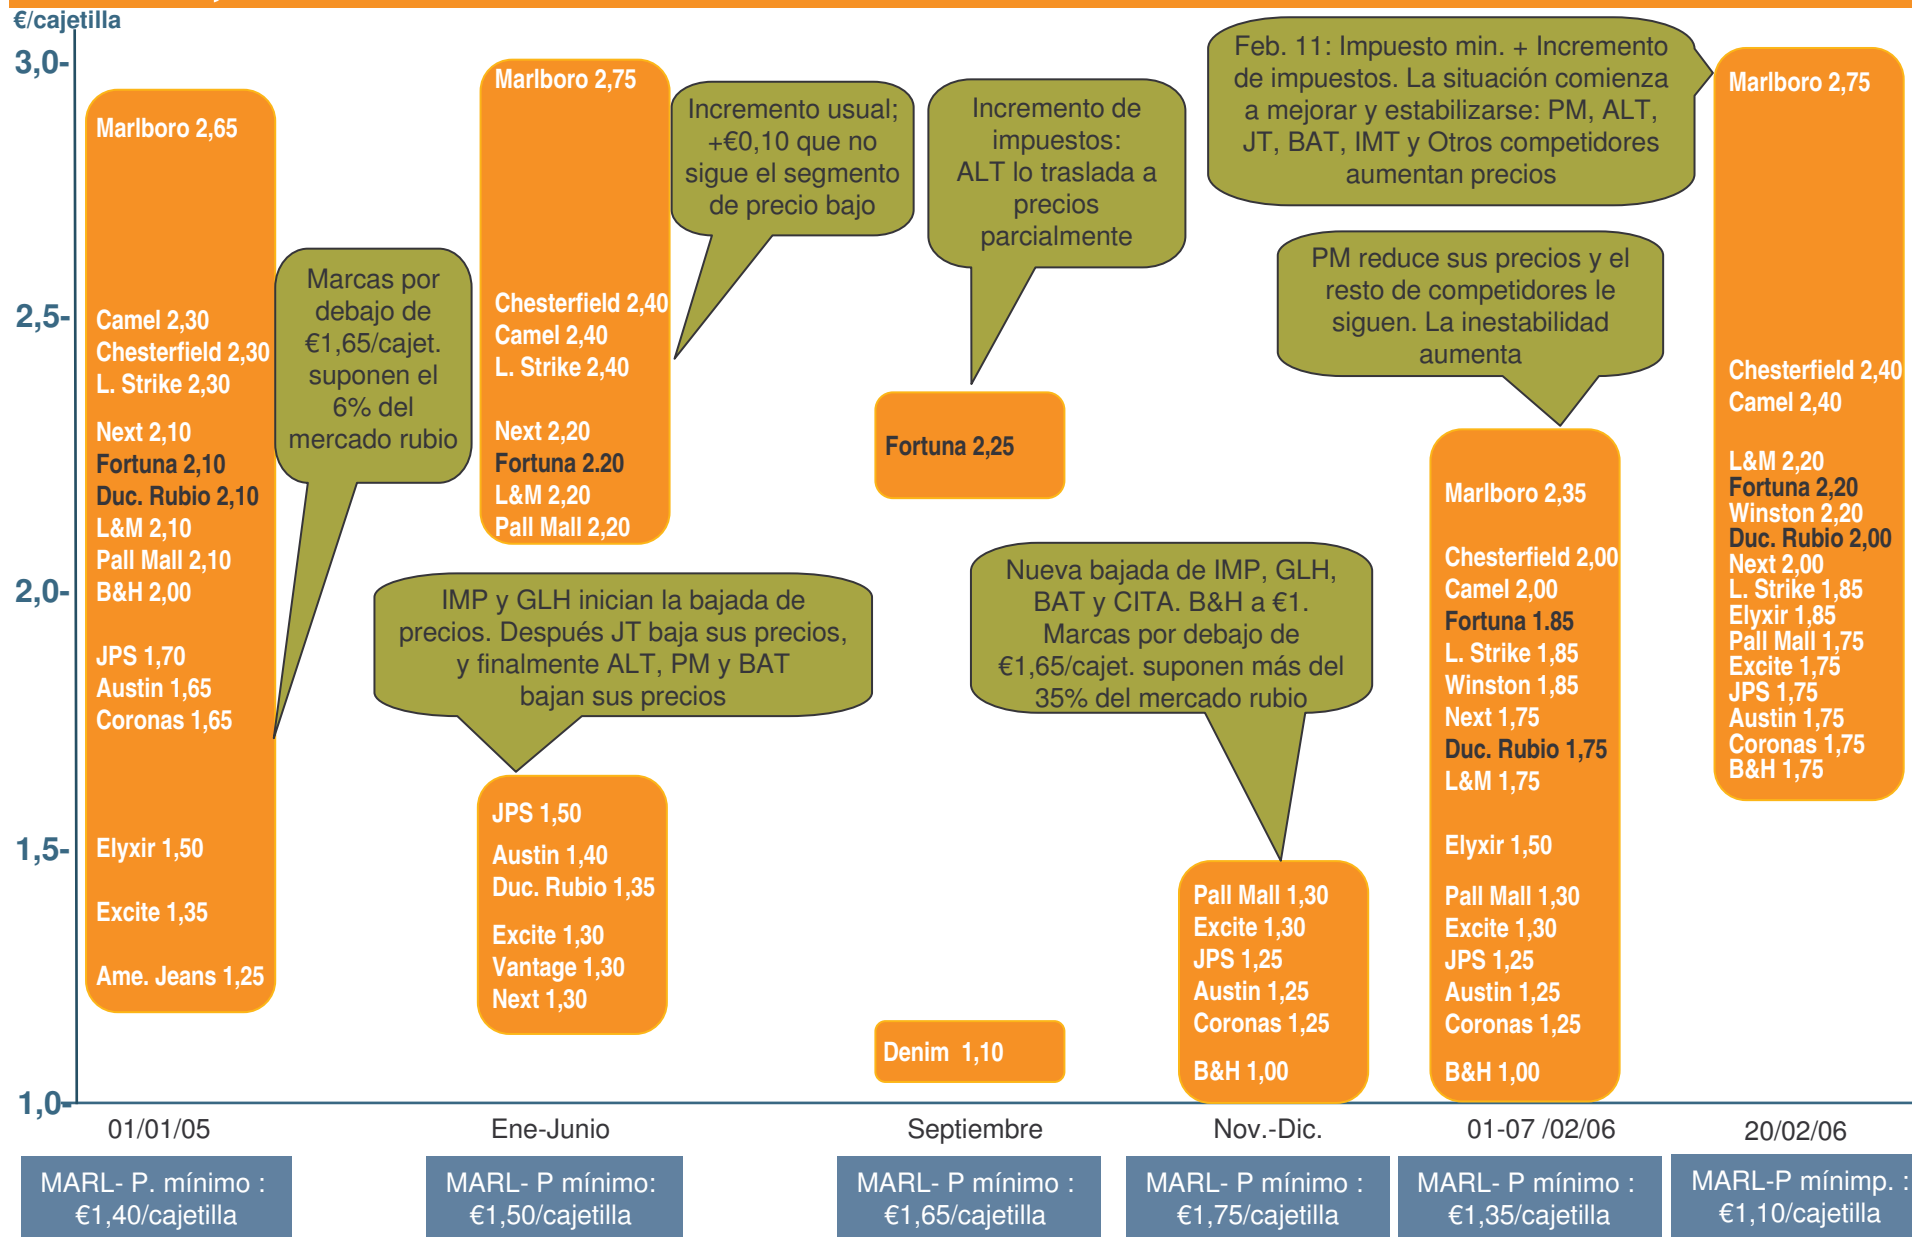 €/cajetilla
3,0-
2,5-
2,0-
1,5-
1,0-
Marlboro 2,65
Camel 2,30
Chesterfield 2,30
L. Strike 2,30
Next 2,10
Fortuna 2,10
Duc. Rubio 2,10
L&M 2,10
Pall Mall 2,10
B&H 2,00
JPS 1,70
Austin 1,65
Coronas 1,65
Elyxir 1,50
Excite 1,35
Ame. Jeans 1,25
Marcas por
debajo de
€1,65/cajet.
suponen el
6% del
mercado rubio
Marlboro 2,75
Chesterfield 2,40
Camel 2,40
L. Strike 2,40
Next 2,20
Fortuna 2.20
L&M 2,20
Pall Mall 2,20
Incremento usual;
+€0,10 que no
sigue el segmento
de precio bajo
IMP y GLH inician la bajada de
precios. Después JT baja sus precios,
y finalmente ALT, PM y BAT
bajan sus precios
JPS 1,50
Austin 1,40
Duc. Rubio 1,35
Excite 1,30
Vantage 1,30
Next 1,30
Incremento de
impuestos:
ALT lo traslada a
precios
parcialmente
Fortuna 2,25
Denim 1,10
Nueva bajada de IMP, GLH,
BAT y CITA. B&H a €1.
Marcas por debajo de
€1,65/cajet. suponen más del
35% del mercado rubio
Pall Mall 1,30
Excite 1,30
JPS 1,25
Austin 1,25
Coronas 1,25
B&H 1,00
PM reduce sus precios y el
resto de competidores le
siguen. La inestabilidad
aumenta
Marlboro 2,35
Chesterfield 2,00
Camel 2,00
Fortuna 1.85
L. Strike 1,85
Winston 1,85
Next 1,75
Duc. Rubio 1,75
L&M 1,75
Elyxir 1,50
Pall Mall 1,30
Excite 1,30
JPS 1,25
Austin 1,25
Coronas 1,25
B&H 1,00
Feb. 11: Impuesto min. + Incremento
de impuestos. La situación comienza
a mejorar y estabilizarse: PM, ALT,
JT, BAT, IMT y Otros competidores
aumentan precios
Marlboro 2,75
Chesterfield 2,40
Camel 2,40
L&M 2,20
Fortuna 2,20
Winston 2,20
Duc. Rubio 2,00
Next 2,00
L. Strike 1,85
Elyxir 1,85
Pall Mall 1,75
Excite 1,75
JPS 1,75
Austin 1,75
Coronas 1,75
B&H 1,75
01/01/05
Ene-Junio
Septiembre
Nov.-Dic.
01-07 /02/06
20/02/06
MARL- P. mínimo :
€1,40/cajetilla
MARL- P mínimo:
€1,50/cajetilla
MARL- P mínimo :
€1,65/cajetilla
MARL- P mínimo :
€1,75/cajetilla
MARL- P mínimo :
€1,35/cajetilla
MARL-P mínimp. :
€1,10/cajetilla